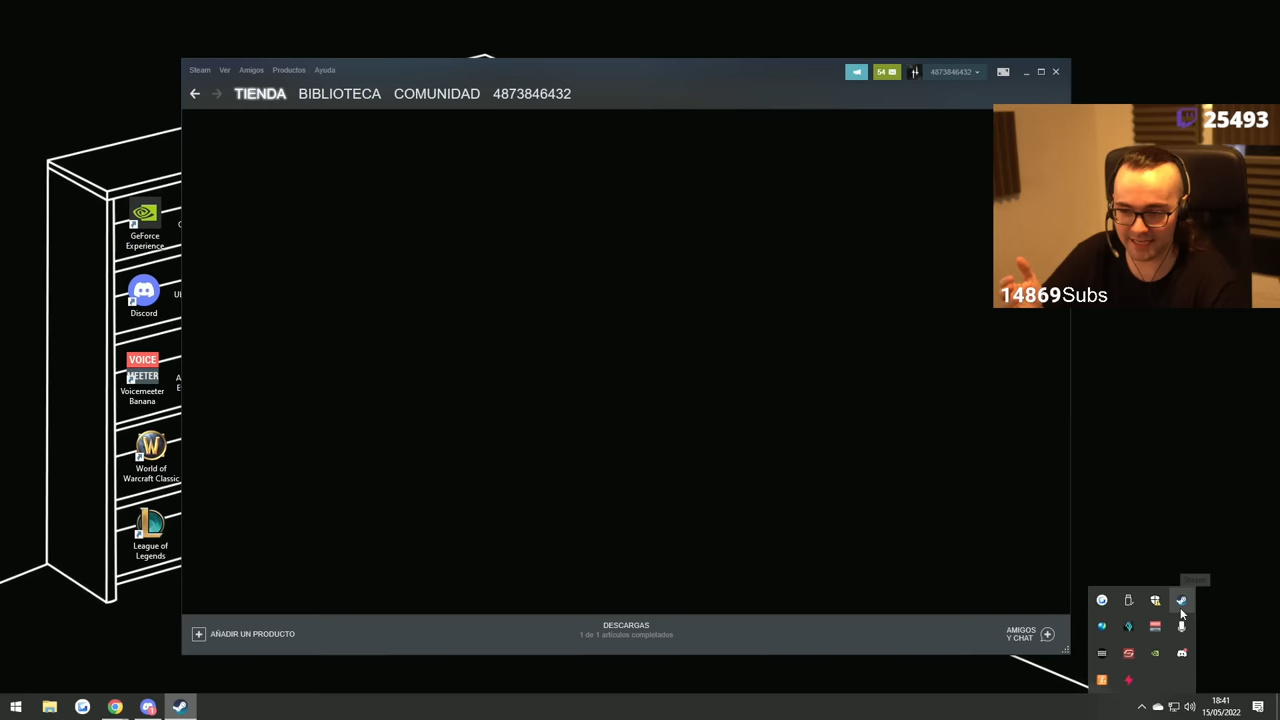 Steam Ver Amigos Productos Ayuda
54
4873846432
TIENDA BIBLIOTECA COMUNIDAD 4873846432
25493
14869Subs
GeForce
Experience
Discord
VOICE
MEETER
Voicemeeter
Banana
World of
Warcraft Classic
League of
Legends
Steam
AÑADIR UN PRODUCTO
DESCARGAS
1 de 1 artículos completados
AMIGOS
Y CHAT
18:41
15/05/2022